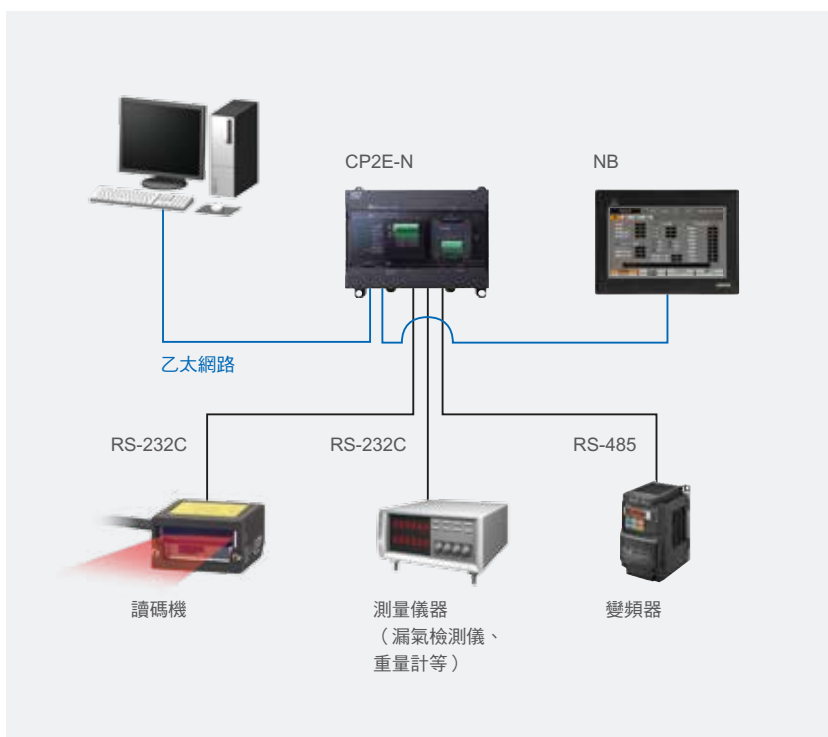 CP2E-N
NB
乙太網路
RS-232C
RS-232C
RS-485
讀碼機
測量儀器
（漏氣檢測儀、
重量計等）
變頻器